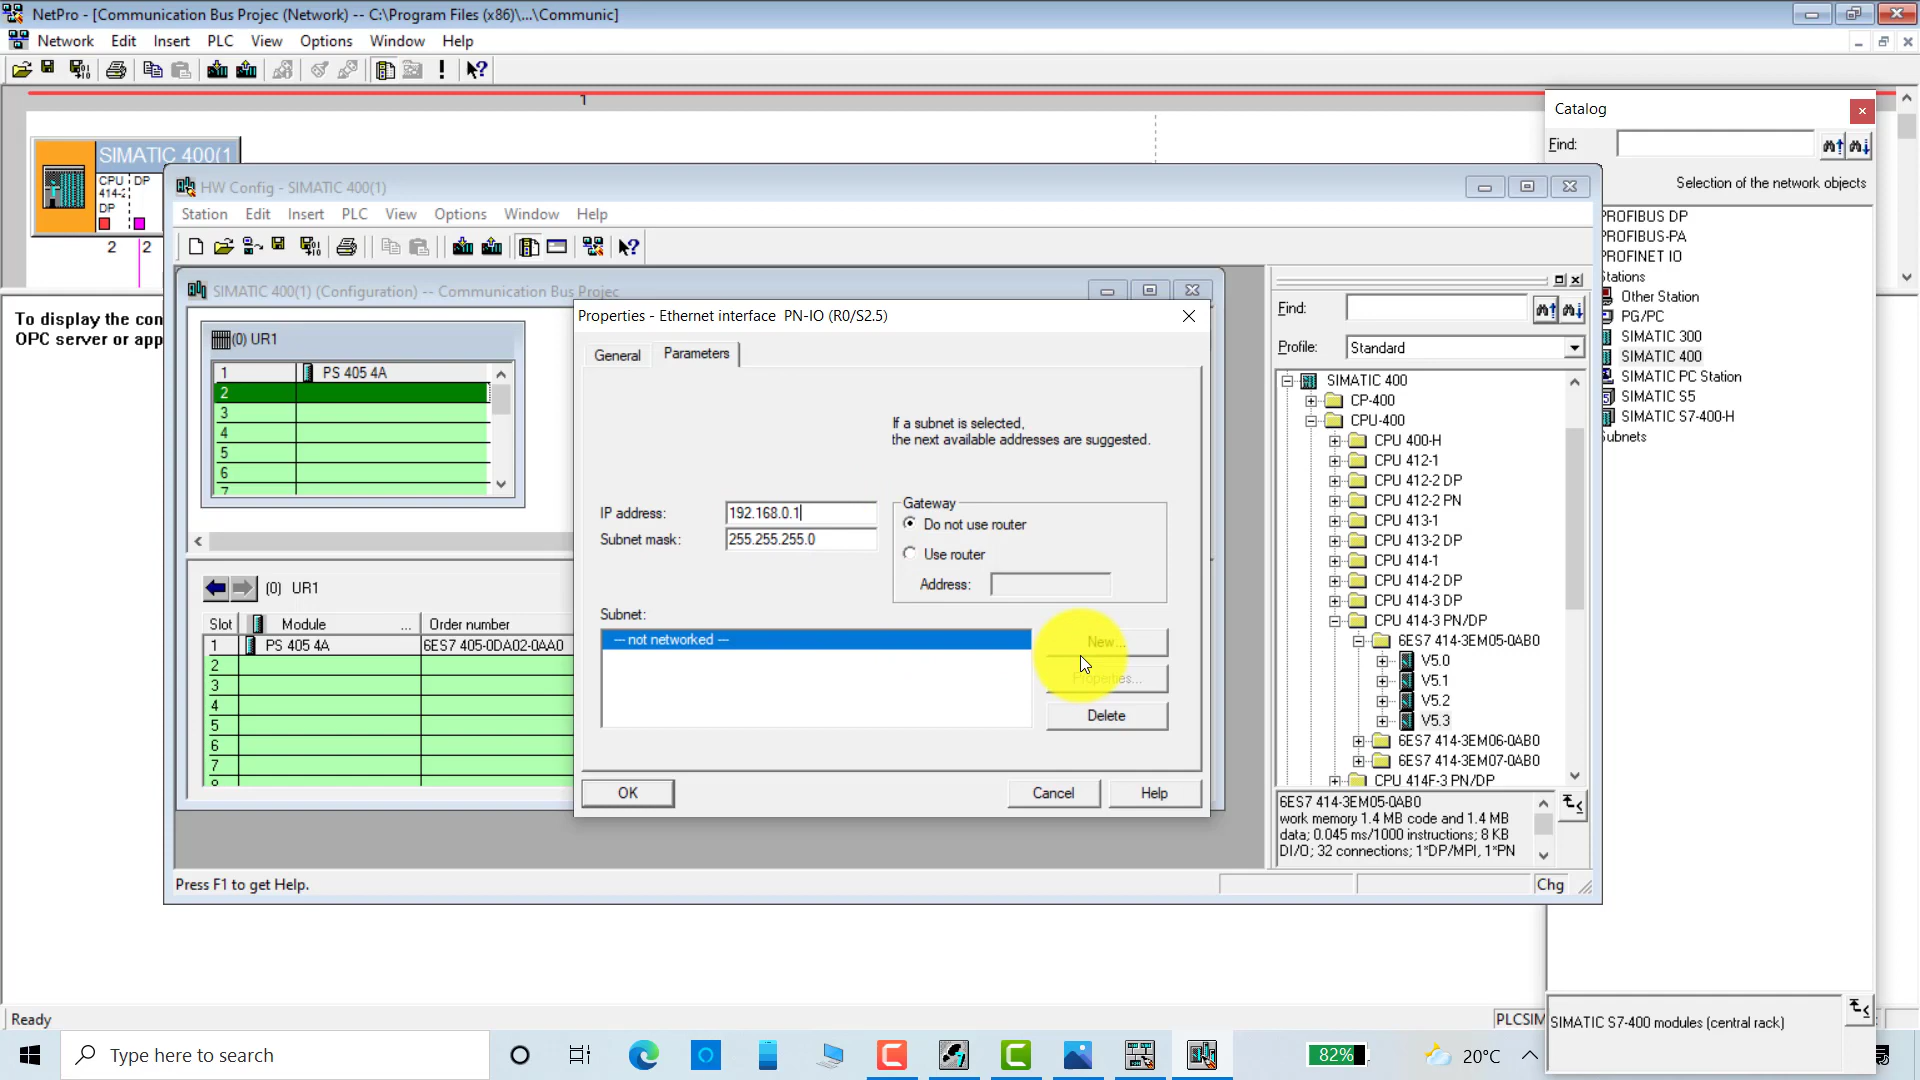 NetPro - [Communication Bus Projec (Network) -- C:\Program Files (x86)\...\Communic]
Network Edit Insert PLC View Options Window Help
1
SIMATIC 400(1
CPU 414-2 DP
DP
2 2
To display the con
OPC server or app
HW Config - SIMATIC 400(1)
Station Edit Insert PLC View Options Window Help
SIMATIC 400(1) (Configuration) -- Communication Bus Projec
(0) UR1
1 PS 405 4A
2
3
4
5
6
7
(0) UR1
Slot Module ... Order number
1 PS 405 4A 6ES7 405-0DA02-0AA0
2
3
4
5
6
7
8
Press F1 to get Help.
Chg
Properties - Ethernet interface PN-IO (R0/S2.5)
General Parameters
If a subnet is selected,
the next available addresses are suggested.
IP address: 192.168.0.1
Subnet mask: 255.255.255.0
Gateway
Do not use router
Use router
Address:
Subnet:
--- not networked ---
New...
Properties...
Delete
OK Cancel Help
Find:
Profile: Standard
SIMATIC 400
CP-400
CPU-400
CPU 400-H
CPU 412-1
CPU 412-2 DP
CPU 412-2 PN
CPU 413-1
CPU 413-2 DP
CPU 414-1
CPU 414-2 DP
CPU 414-3 DP
CPU 414-3 PN/DP
6ES7 414-3EM05-0AB0
V5.0
V5.1
V5.2
V5.3
6ES7 414-3EM06-0AB0
6ES7 414-3EM07-0AB0
CPU 414F-3 PN/DP
6ES7 414-3EM05-0AB0
work memory 1.4 MB code and 1.4 MB
data; 0.045 ms/1000 instructions; 8 KB
DI/O; 32 connections; 1*DP/MPI, 1*PN
Catalog
Find:
Selection of the network objects
PROFIBUS DP
PROFIBUS-PA
PROFINET IO
Stations
Other Station
PG/PC
SIMATIC 300
SIMATIC 400
SIMATIC PC Station
SIMATIC S5
SIMATIC S7-400-H
Subnets
SIMATIC S7-400 modules (central rack)
Ready
PLCSIM
Type here to search
82%
20°C